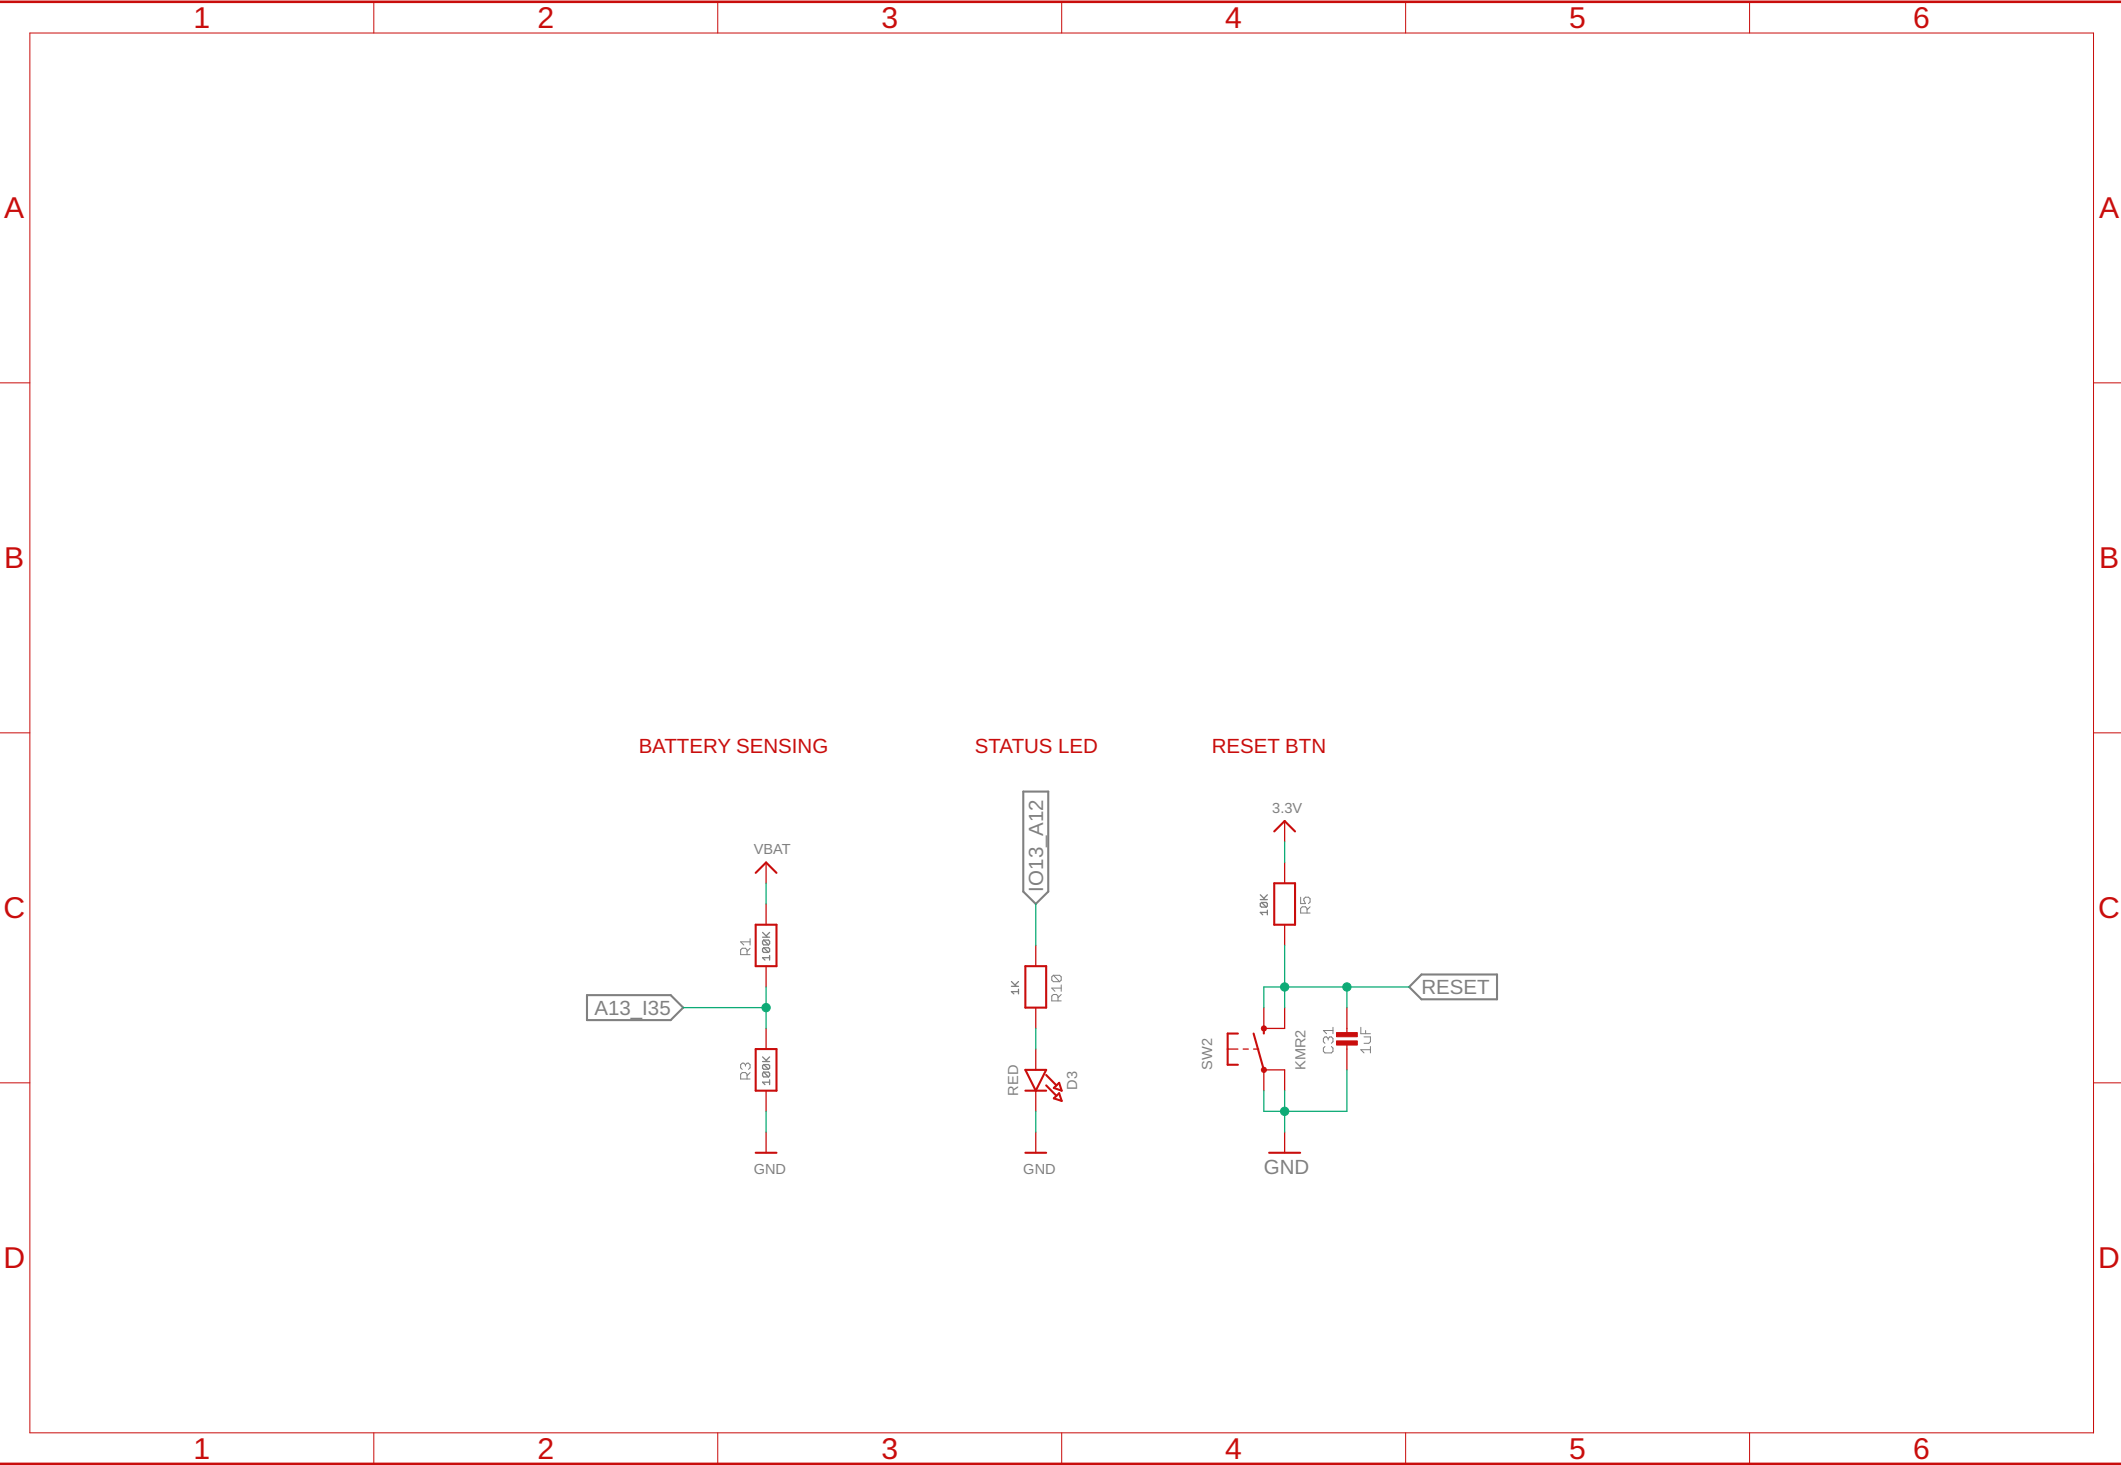 1 2 3 4 5 6
A A
B B
BATTERY SENSING STATUS LED RESET BTN
IO13_A12
3.3V
VBAT
10K R5
C C
R1 100K
1K R10
RESET
A13_I35
SW2 KMR2 C31 1uF
R3 100K
RED D3
GND GND GND
D D
1 2 3 4 5 6